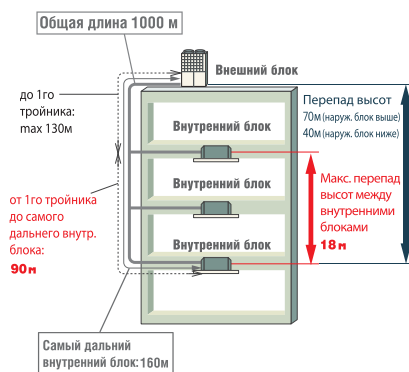 Общая длина 1000 м
Внешний блок
до 1го
тройника:
max 130м
Перепад высот
70м (наруж. блок выше)
40м (наруж. блок ниже)
Внутренний блок
Внутренний блок
Внутренний блок
Макс. перепад
высот между
внутренними
блоками
18 м
от 1го тройника
до самого
дальнего внутр.
блока:
90 м
Самый дальний
внутренний блок:160м